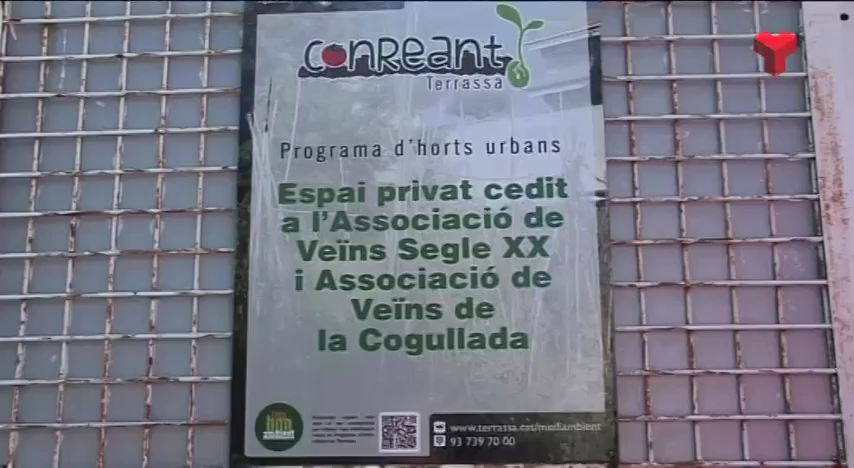 CONREANT
Terrassa
Programa d'horts urbans
Espai privat cedit
a l'Associació de
Veïns Segle XX
i Associació de
Veïns de
la Cogullada
www.terrassa.cat/mediambient
93 739 70 00